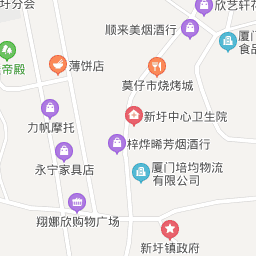 圩分会
顺来美烟酒行
欣艺轩花
厦门
帝殿
薄饼店
莫仔市烧烤城
力帆摩托
新圩中心卫生院
梓烨晞芳烟酒行
永宁家具店
厦门培均物流
有限公司
翔娜欣购物广场
新圩镇政府